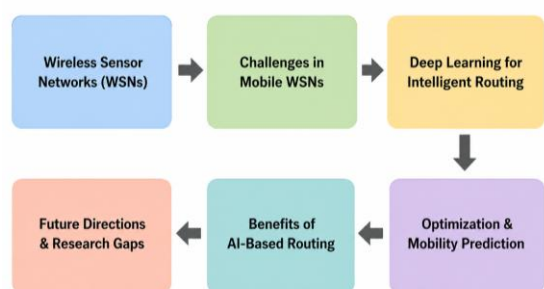 Wireless Sensor
Networks (WSNs)
Challenges in
Mobile WSNs
Deep Learning for
Intelligent Routing
Optimization &
Mobility Prediction
Benefits of
AI-Based Routing
Future Directions
& Research Gaps